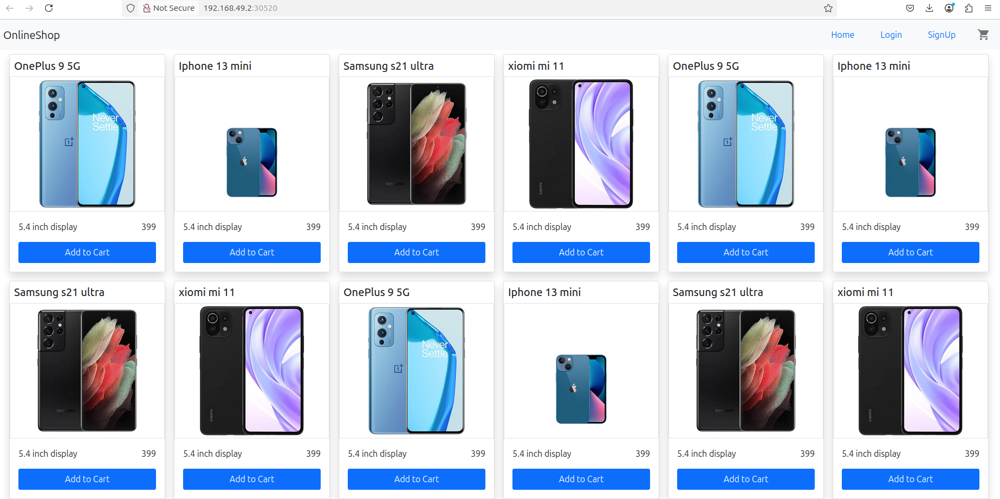 Not Secure 192.168.49.2:30520
OnlineShop Home Login SignUp
OnePlus 9 5G Iphone 13 mini Samsung s21 ultra xiomi mi 11 OnePlus 9 5G Iphone 13 mini
Never Never
Settle Settle
SAMSUNG
xiaomi
5.4 inch display 399 5.4 inch display 399 5.4 inch display 399 5.4 inch display 399 5.4 inch display 399 5.4 inch display 399
Add to Cart Add to Cart Add to Cart Add to Cart Add to Cart Add to Cart
Samsung s21 ultra xiomi mi 11 OnePlus 9 5G Iphone 13 mini Samsung s21 ultra xiomi mi 11
Never
Settle
SAMSUNG SAMSUNG
xiaomi xiaomi
5.4 inch display 399 5.4 inch display 399 5.4 inch display 399 5.4 inch display 399 5.4 inch display 399 5.4 inch display 399
Add to Cart Add to Cart Add to Cart Add to Cart Add to Cart Add to Cart